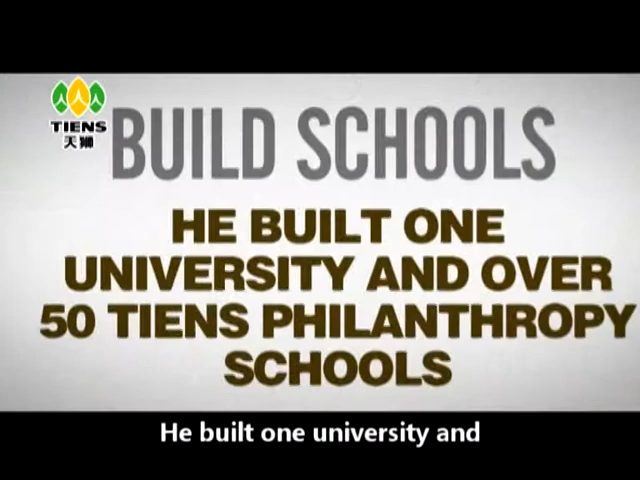 TIENS
天狮
BUILD SCHOOLS
HE BUILT ONE
UNIVERSITY AND OVER
50 TIENS PHILANTHROPY
SCHOOLS
He built one university and